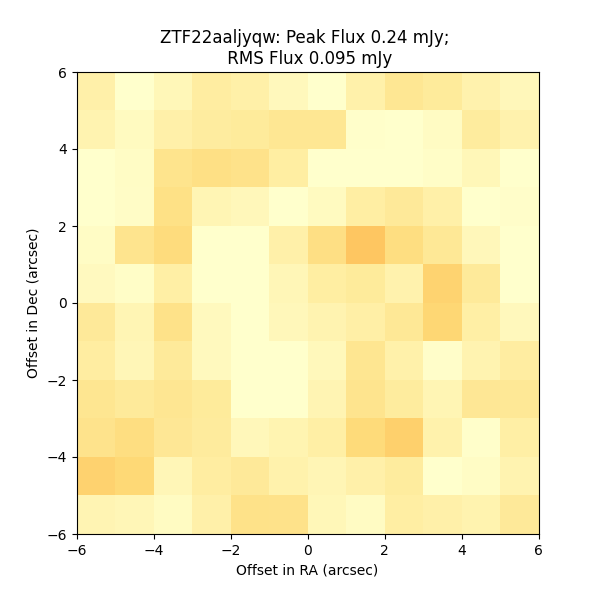 ZTF22aaljyqw: Peak Flux 0.24 mJy;
RMS Flux 0.095 mJy
6
4
2
0
−2
−4
−6
Offset in Dec (arcsec)
−6 −4 −2 0 2 4 6
Offset in RA (arcsec)